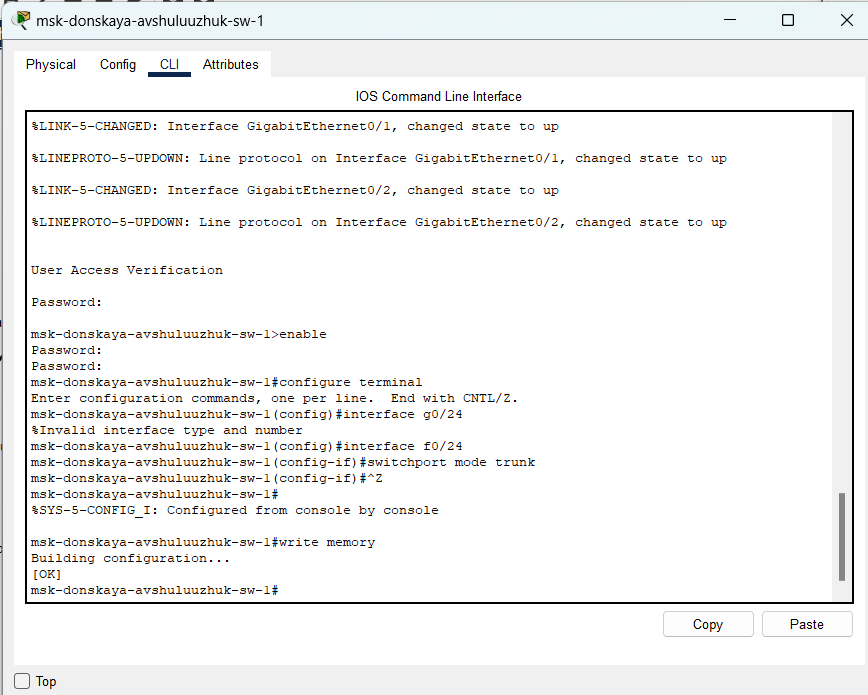 msk-donskaya-avshuluuzhuk-sw-1
Physical Config CLI Attributes
IOS Command Line Interface
%LINK-5-CHANGED: Interface GigabitEthernet0/1, changed state to up
%LINEPROTO-5-UPDOWN: Line protocol on Interface GigabitEthernet0/1, changed state to up
%LINK-5-CHANGED: Interface GigabitEthernet0/2, changed state to up
%LINEPROTO-5-UPDOWN: Line protocol on Interface GigabitEthernet0/2, changed state to up
User Access Verification
Password:
msk-donskaya-avshuluuzhuk-sw-1>enable
Password:
Password:
msk-donskaya-avshuluuzhuk-sw-1#configure terminal
Enter configuration commands, one per line.  End with CNTL/Z.
msk-donskaya-avshuluuzhuk-sw-1(config)#interface g0/24
%Invalid interface type and number
msk-donskaya-avshuluuzhuk-sw-1(config)#interface f0/24
msk-donskaya-avshuluuzhuk-sw-1(config-if)#switchport mode trunk
msk-donskaya-avshuluuzhuk-sw-1(config-if)#^Z
msk-donskaya-avshuluuzhuk-sw-1#
%SYS-5-CONFIG_I: Configured from console by console
msk-donskaya-avshuluuzhuk-sw-1#write memory
Building configuration...
[OK]
msk-donskaya-avshuluuzhuk-sw-1#
Copy Paste
Top